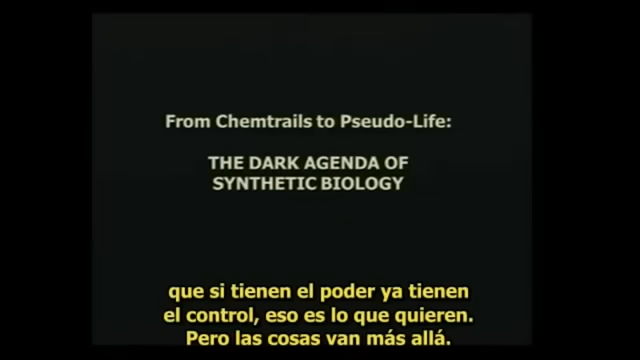 From Chemtrails to Pseudo-Life:
THE DARK AGENDA OF
SYNTHETIC BIOLOGY
que si tienen el poder ya tienen
el control, eso es lo que quieren.
Pero las cosas van más allá.